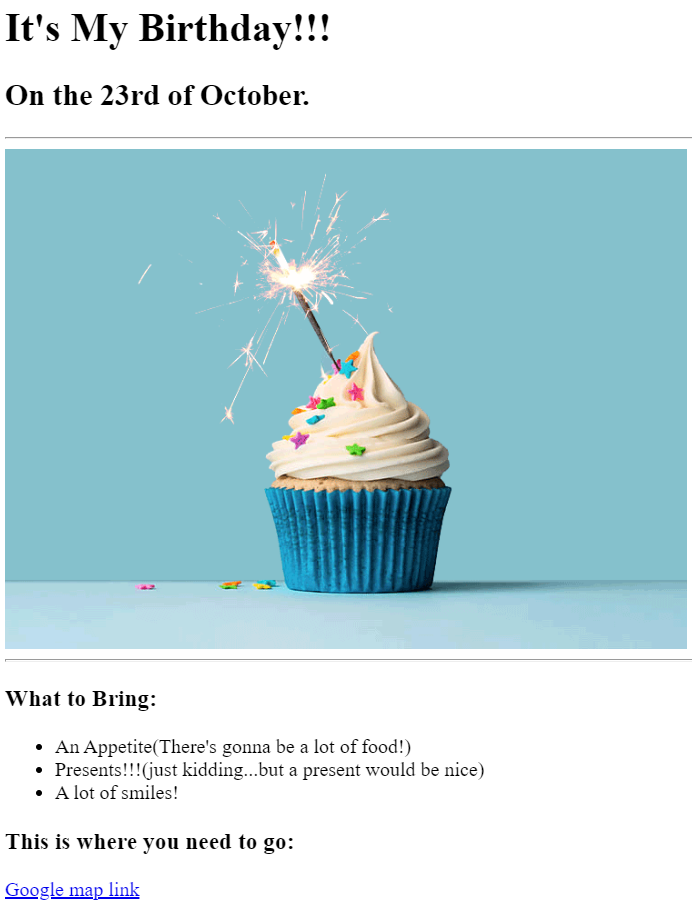 It's My Birthday!!!
On the 23rd of October.
What to Bring:
An Appetite(There's gonna be a lot of food!)
Presents!!!(just kidding...but a present would be nice)
A lot of smiles!
This is where you need to go:
Google map link